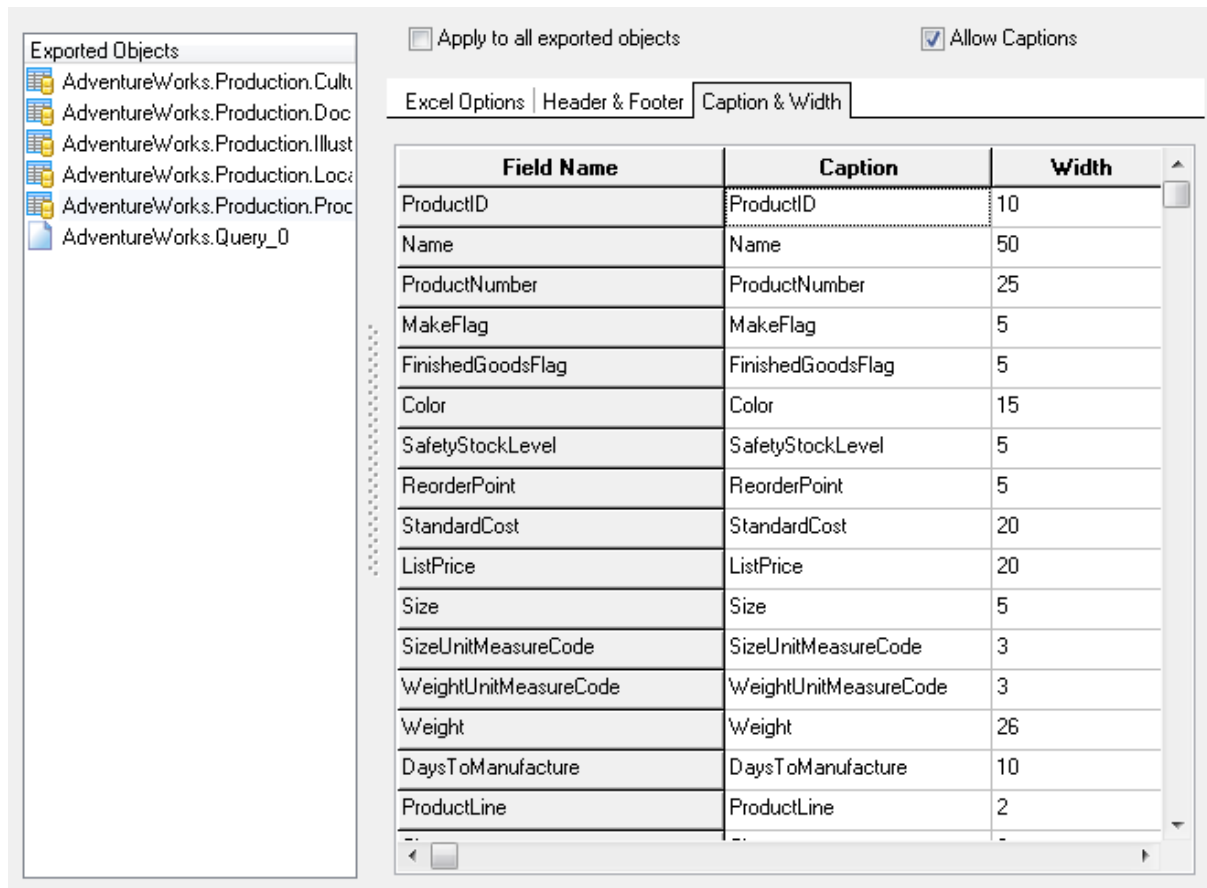 Exported Objects
AdventureWorks.Production.Cultu
AdventureWorks.Production.Doc
AdventureWorks.Production.Illust
AdventureWorks.Production.Loca
AdventureWorks.Production.Proc
AdventureWorks.Query_0
Apply to all exported objects Allow Captions
Excel Options Header & Footer Caption & Width
Field Name Caption Width
ProductID ProductID 10
Name Name 50
ProductNumber ProductNumber 25
MakeFlag MakeFlag 5
FinishedGoodsFlag FinishedGoodsFlag 5
Color Color 15
SafetyStockLevel SafetyStockLevel 5
ReorderPoint ReorderPoint 5
StandardCost StandardCost 20
ListPrice ListPrice 20
Size Size 5
SizeUnitMeasureCode SizeUnitMeasureCode 3
WeightUnitMeasureCode WeightUnitMeasureCode 3
Weight Weight 26
DaysToManufacture DaysToManufacture 10
ProductLine ProductLine 2